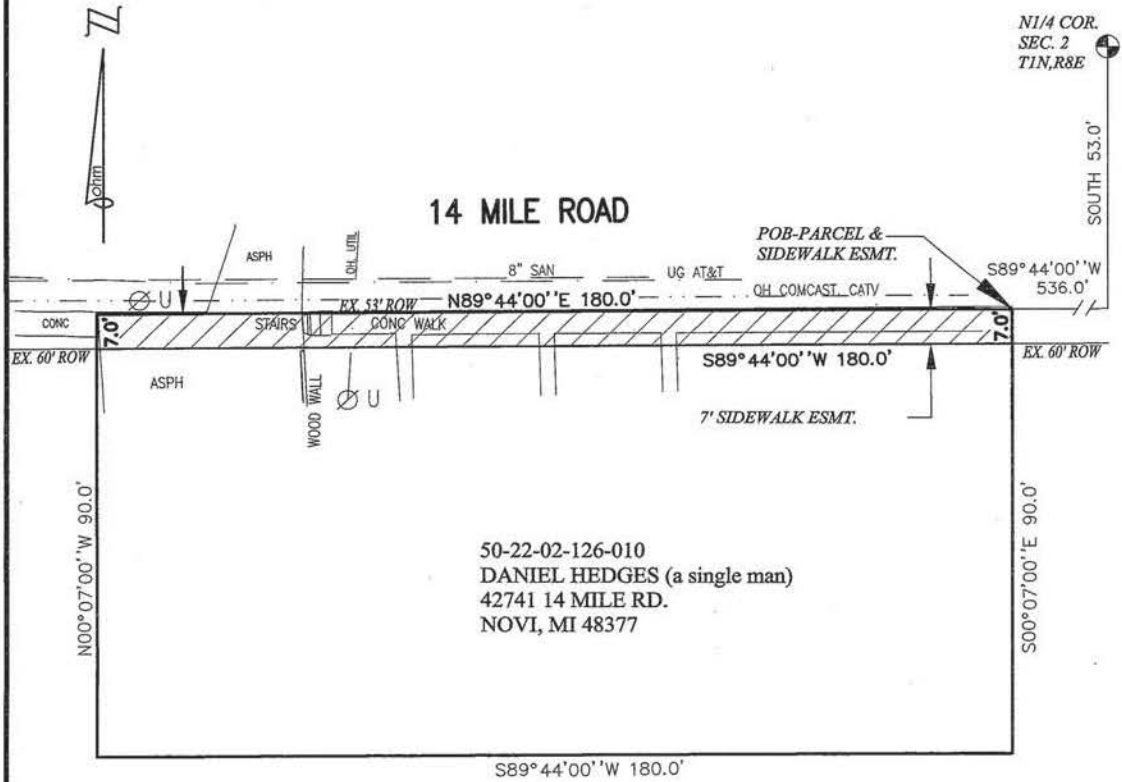 N
ohm
N1/4 COR.
SEC. 2
T1N,R8E
SOUTH 53.0'
14 MILE ROAD
POB-PARCEL &
SIDEWALK ESMT.
S89°44'00''W
536.0'
ASPH
OH. UTIL
8" SAN
UG AT&T
OH COMCAST. CATV
U
EX. 53' ROW
N89°44'00''E 180.0'
CONC
7.0'
STAIRS
CONC WALK
7.0'
EX. 60' ROW
S89°44'00''W 180.0'
EX. 60' ROW
ASPH
WOOD WALL
U
7' SIDEWALK ESMT.
N00°07'00''W 90.0'
50-22-02-126-010
DANIEL HEDGES (a single man)
42741 14 MILE RD.
NOVI, MI 48377
S00°07'00''E 90.0'
S89°44'00''W 180.0'